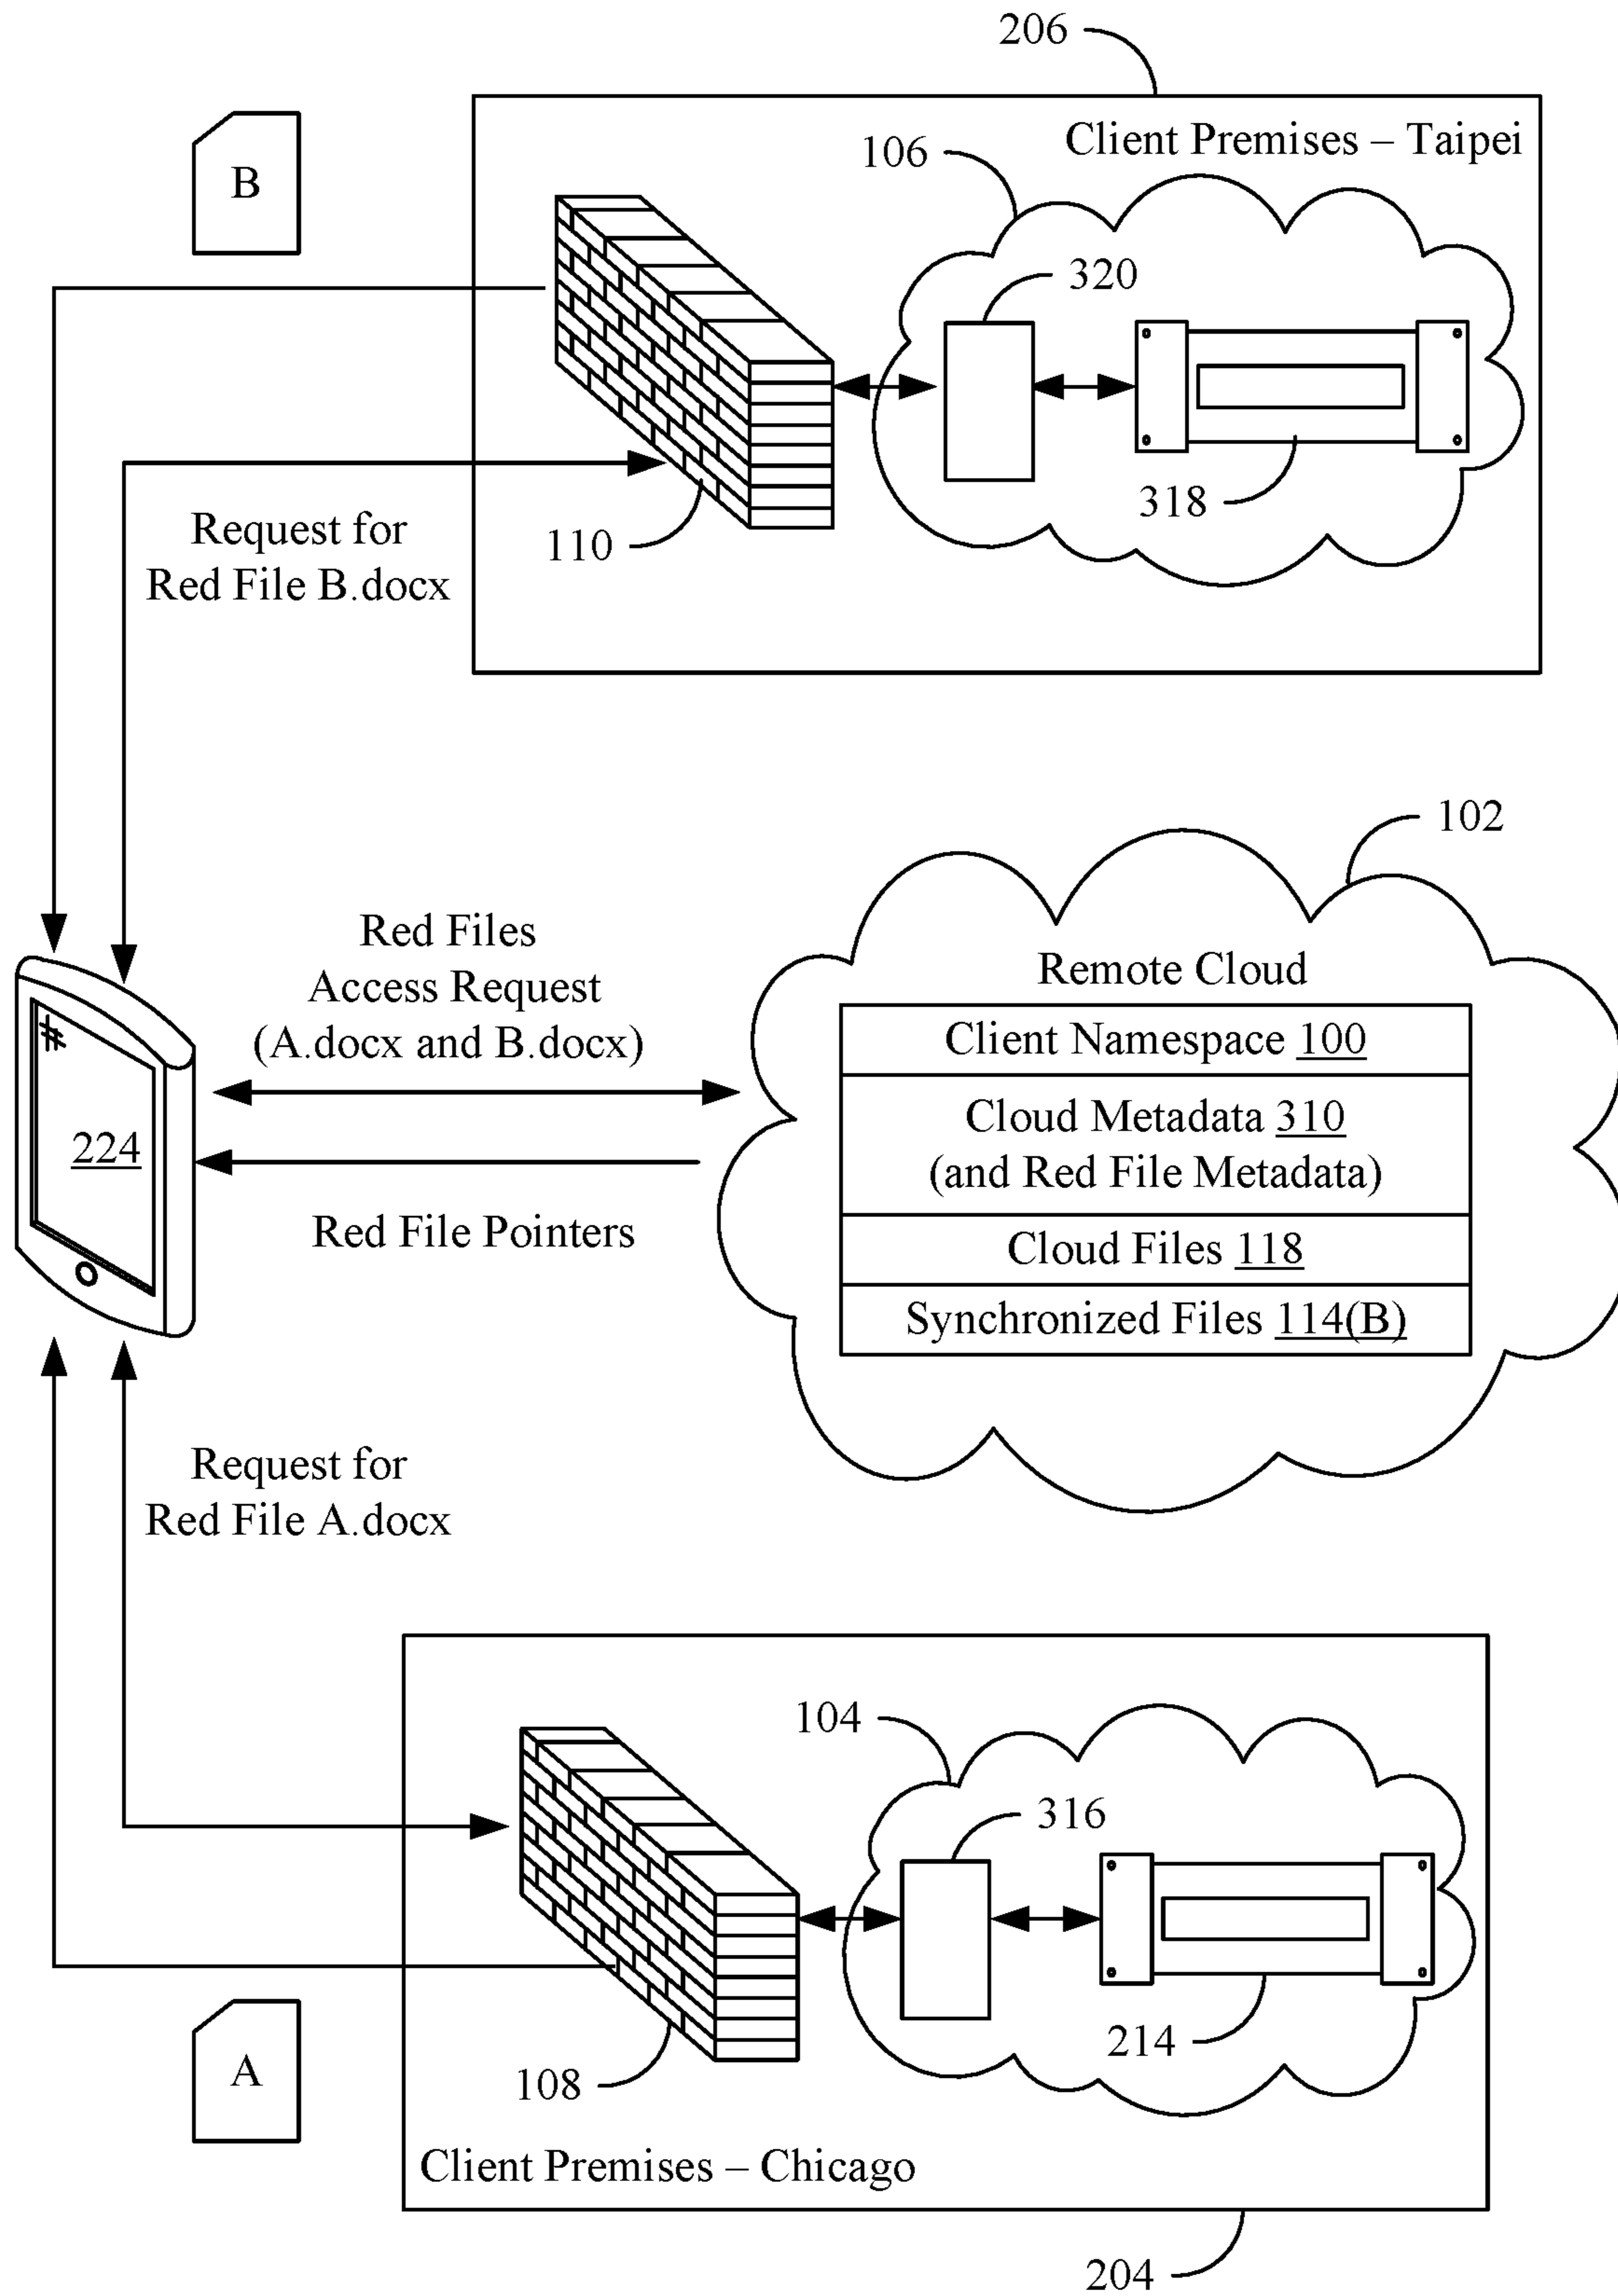 206
Client Premises – Taipei
106
B
320
318
110
Request for
Red File B.docx
102
Red Files
Access Request
(A.docx and B.docx)
Remote Cloud
Client Namespace 100
Cloud Metadata 310
(and Red File Metadata)
224
Red File Pointers
Cloud Files 118
Synchronized Files 114(B)
Request for
Red File A.docx
104
316
214
A
108
Client Premises – Chicago
204